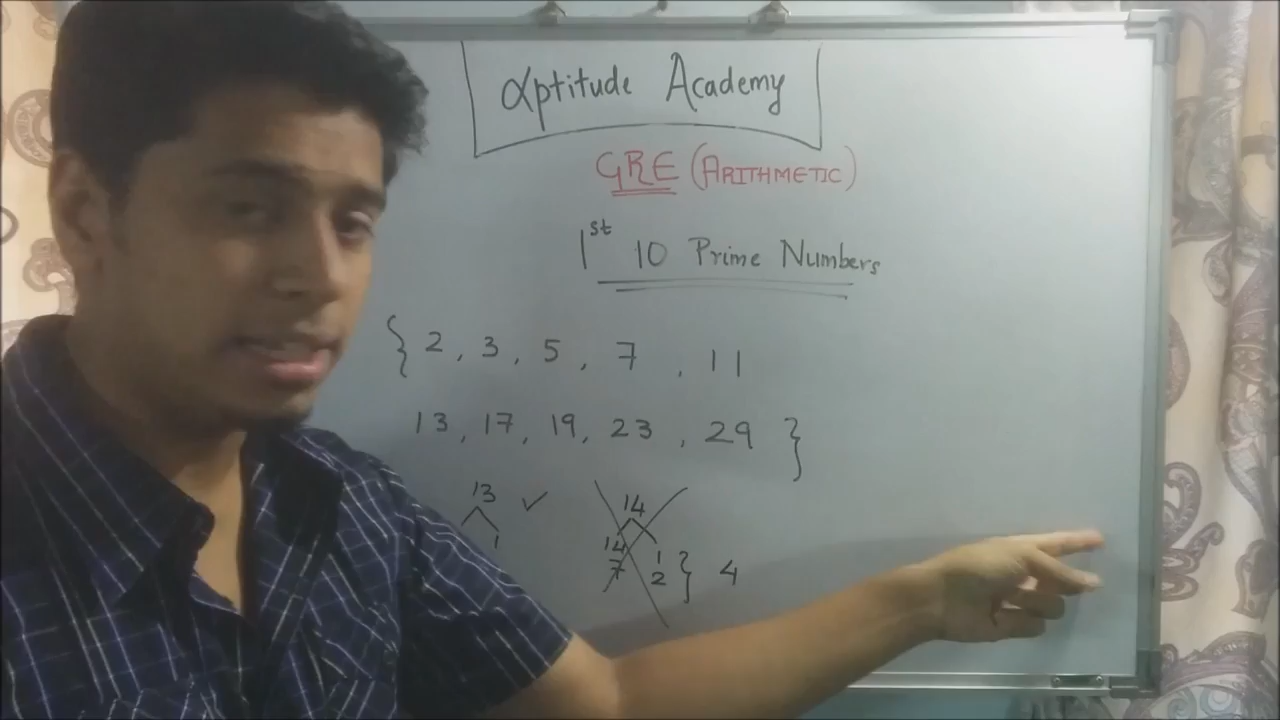 αptitude Academy
GRE (ARITHMETIC)
1st 10 Prime Numbers
{ 2, 3, 5, 7, 11
13, 17, 19, 23, 29 }
13 ✓ 14
1 14 1
7 2 } 4